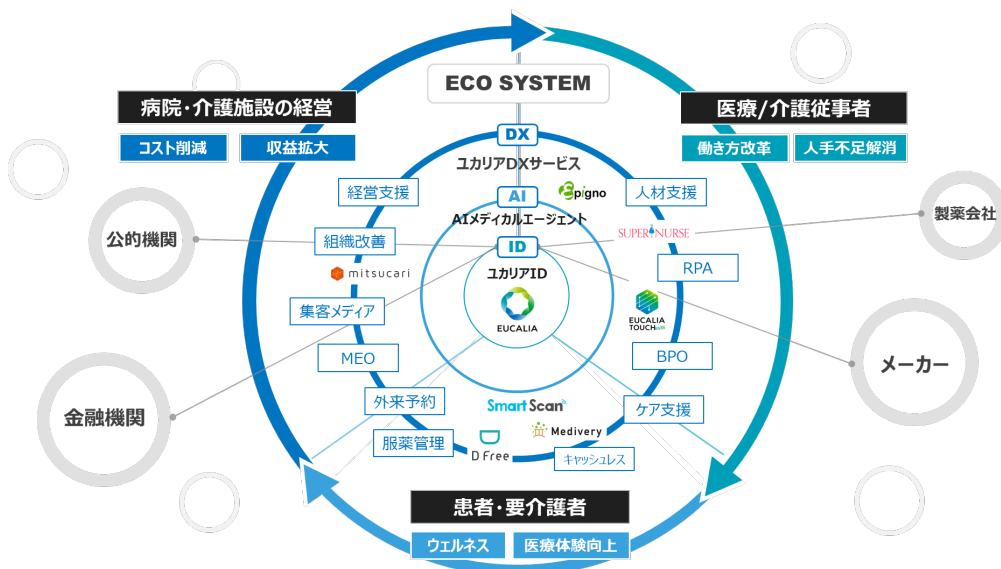 ECO SYSTEM
病院・介護施設の経営
コスト削減
収益拡大
医療/介護従事者
働き方改革
人手不足解消
DX
ユカリアDXサービス
経営支援
AI
epigno
人材支援
AIメディカルエージェント
公的機関
組織改善
ID
SUPER NURSE
製薬会社
mitsucari
ユカリアID
RPA
集客メディア
EUCALIA
EUCALIA
TOUCH
MEO
BPO
メーカー
金融機関
外来予約
SmartScan
ケア支援
服薬管理
D Free
Medivery
キャッシュレス
患者・要介護者
ウェルネス
医療体験向上